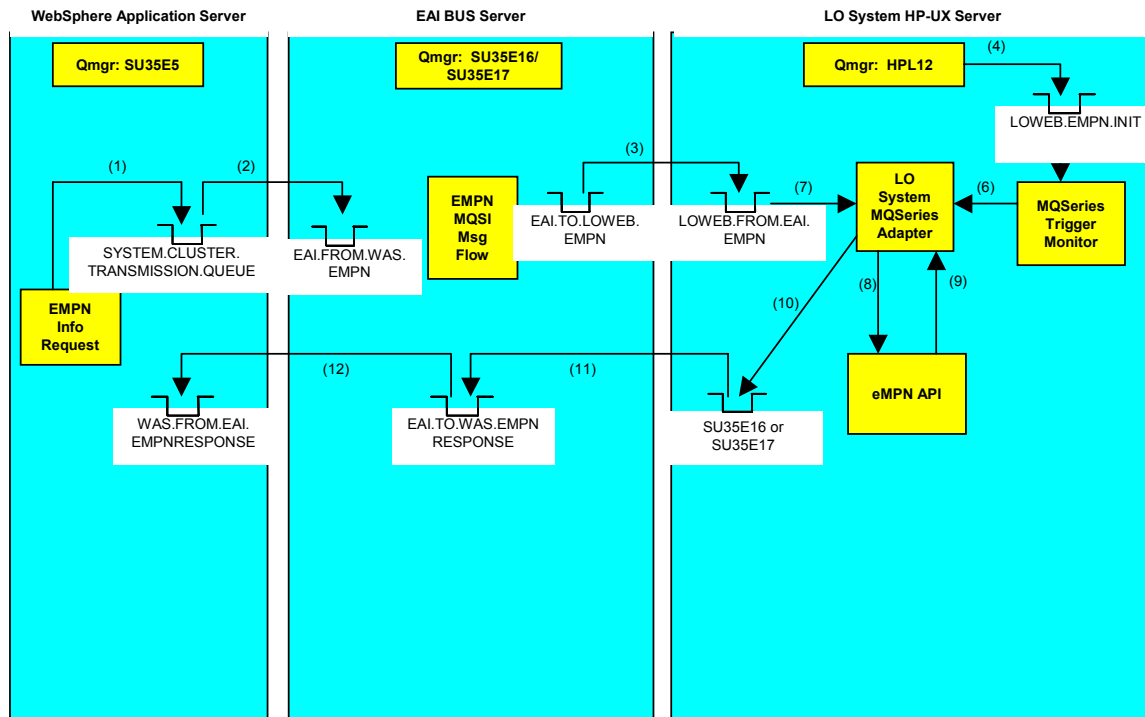 WebSphere Application Server
EAI BUS Server
LO System HP-UX Server
Qmgr: SU35E5
Qmgr: SU35E16/
SU35E17
Qmgr: HPL12
(4)
LOWEB.EMPN.INIT
(1)
(2)
(3)
SYSTEM.CLUSTER.
TRANSMISSION.QUEUE
EAI.FROM.WAS.
EMPN
EMPN
MQSI
Msg
Flow
EAI.TO.LOWEB.
EMPN
LOWEB.FROM.EAI.
EMPN
(7)
LO
System
MQSeries
Adapter
(6)
MQSeries
Trigger
Monitor
EMPN
Info
Request
(10)
(8)
(9)
(12)
(11)
eMPN API
WAS.FROM.EAI.
EMPNRESPONSE
EAI.TO.WAS.EMPN
RESPONSE
SU35E16 or
SU35E17